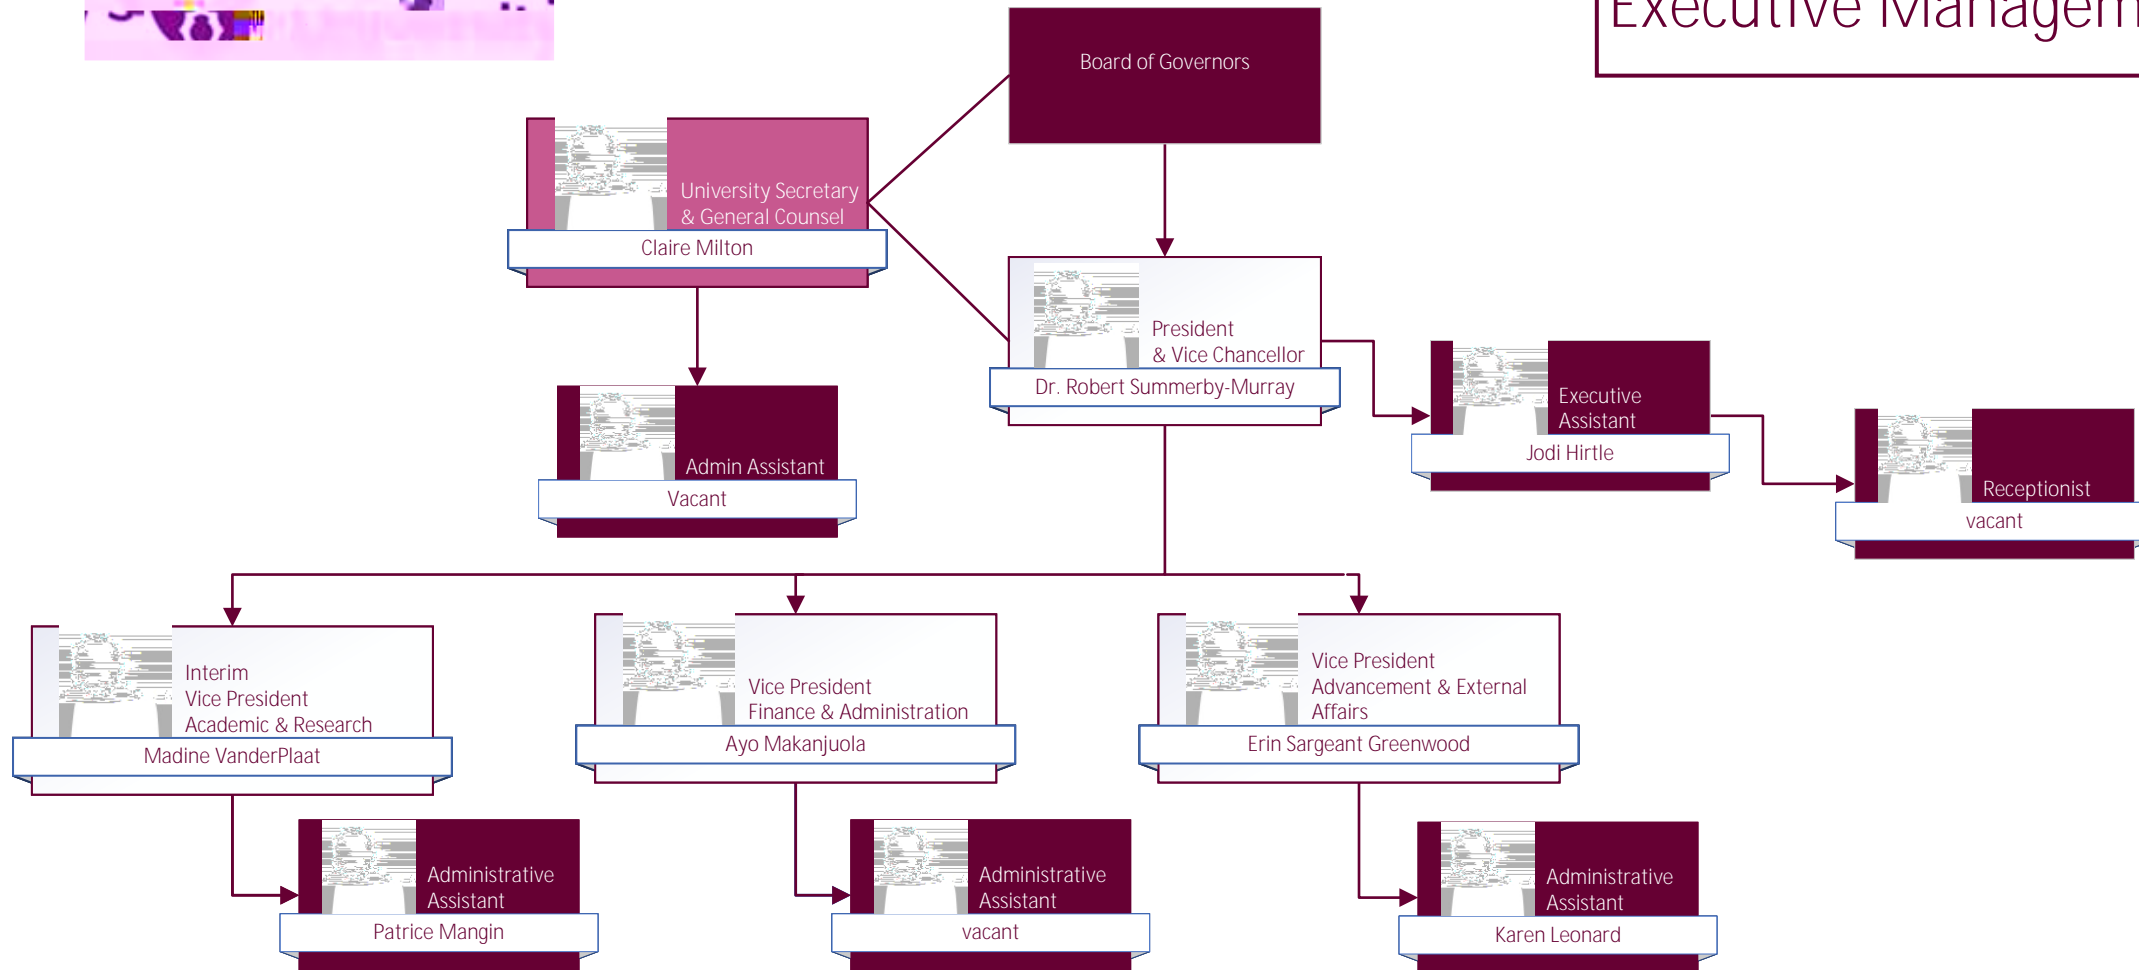 Executive
Board of Governors
University Secretary
& General Counsel
Claire Milton
President
& Vice Chancellor
Dr. Robert Summerby-Murray
Executive
Assistant
Jodi Hirtle
Admin Assistant
Vacant
Receptionist
vacant
Interim
Vice President
Academic & Research
Madine VanderPlaat
Vice President
Finance & Administration
Ayo Makanjuola
Vice President
Advancement & External
Affairs
Erin Sargeant Greenwood
Administrative
Assistant
Patrice Mangin
Administrative
Assistant
vacant
Administrative
Assistant
Karen Leonard